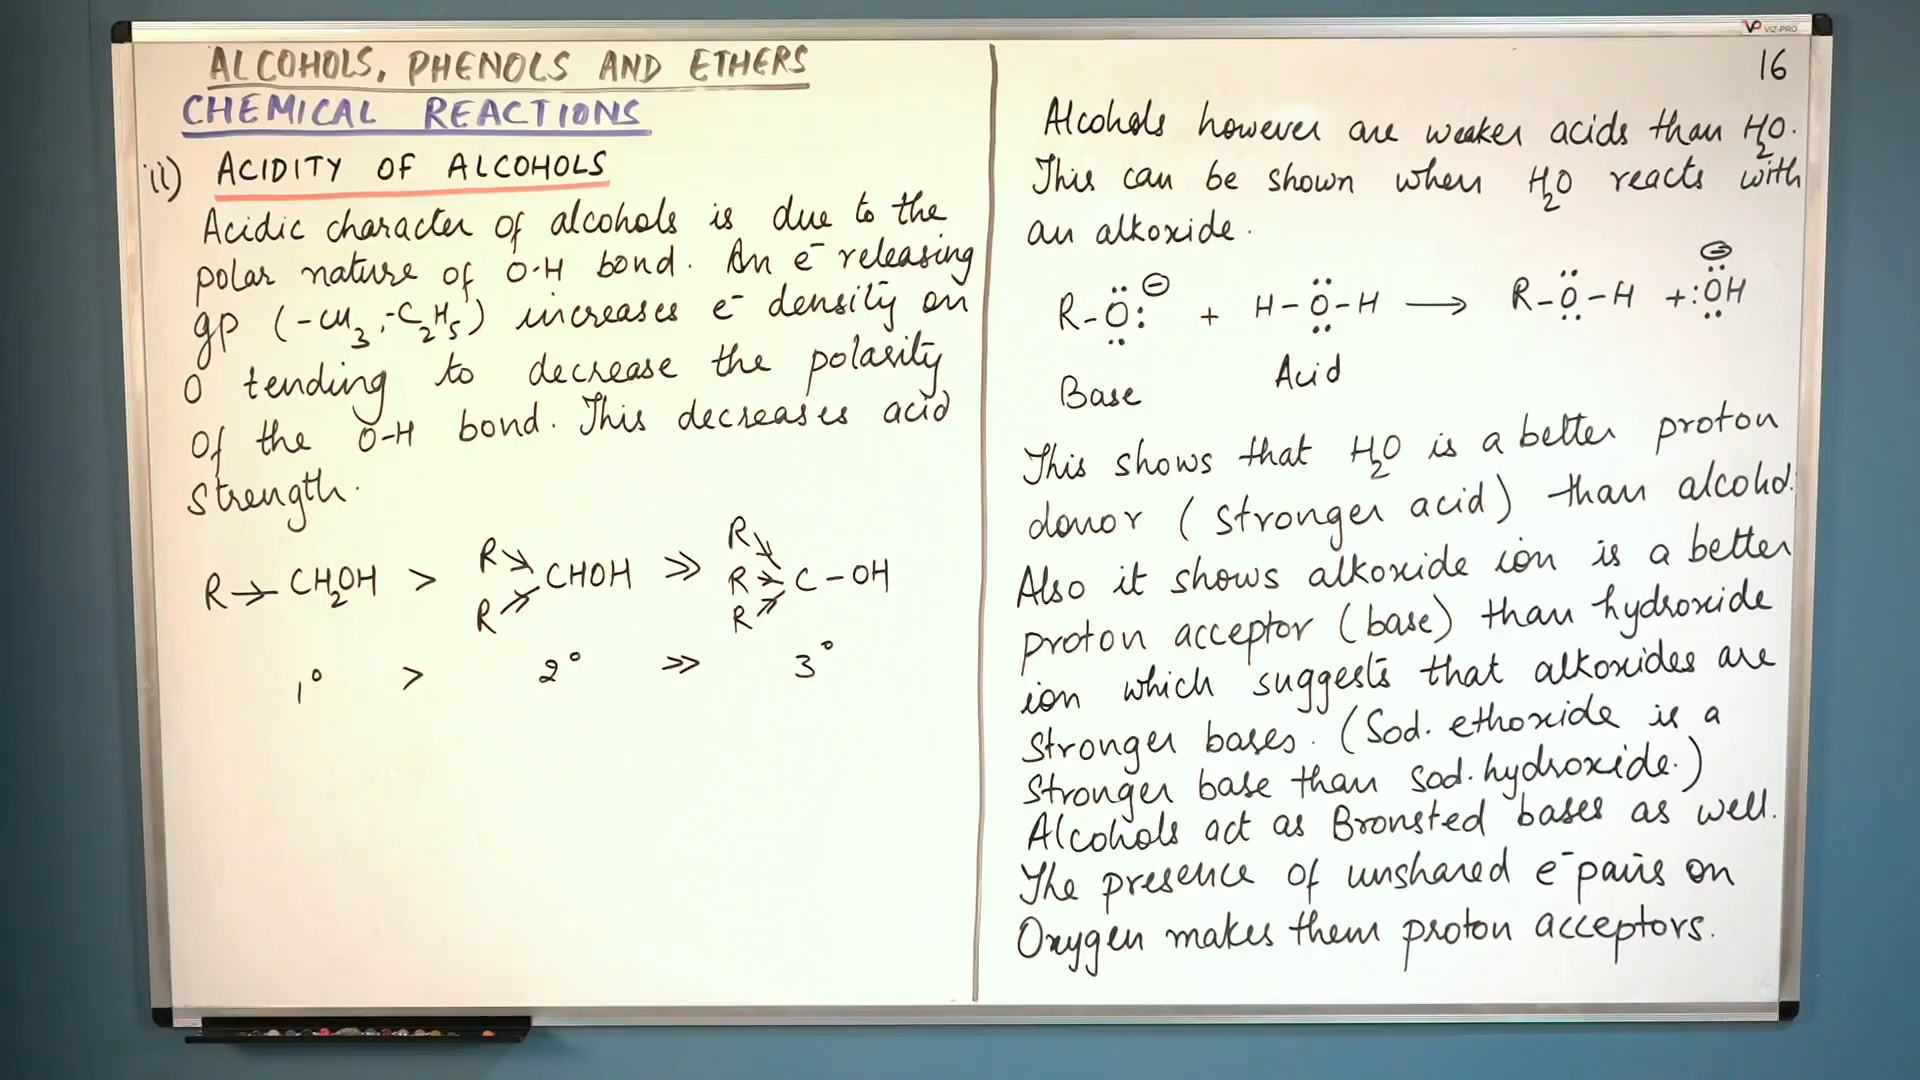 ALCOHOLS, PHENOLS AND ETHERS
CHEMICAL REACTIONS
ii) ACIDITY OF ALCOHOLS
Acidic character of alcohols is due to the
polar nature of O-H bond. An e⁻ releasing
gp (-CH₃, -C₂H₅) increases e⁻ density on
O tending to decrease the polarity
of the O-H bond. This decreases acid
strength.
R→CH₂OH > R→R→CHOH >> R→R→R→C-OH
1° > 2° >> 3°
16
Alcohols however are weaker acids than H₂O.
This can be shown when H₂O reacts with
an alkoxide.
R-Ö:⊖ + H-Ö-H → R-Ö-H + :ÖH⊖
Base Acid
This shows that H₂O is a better proton
donor (stronger acid) than alcohol.
Also it shows alkoxide ion is a better
proton acceptor (base) than hydroxide
ion which suggests that alkoxides are
stronger bases. (Sod. ethoxide is a
stronger base than sod. hydroxide.)
Alcohols act as Bronsted bases as well.
The presence of unshared e⁻ pairs on
Oxygen makes them proton acceptors.
VIZ-PRO